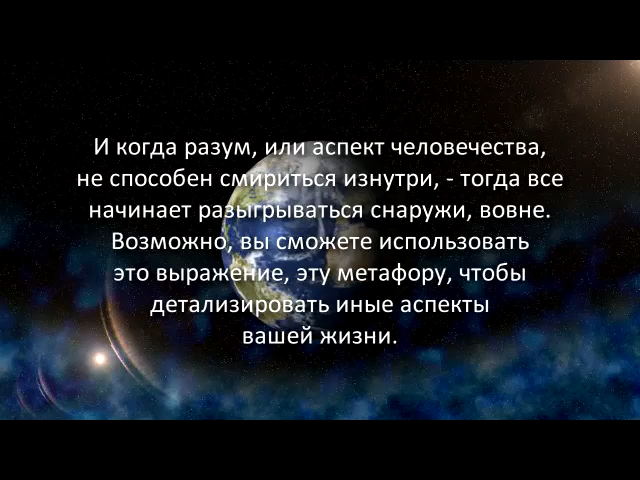 И когда разум, или аспект человечества,
не способен смириться изнутри, - тогда все
начинает разыгрываться снаружи, вовне.
Возможно, вы сможете использовать
это выражение, эту метафору, чтобы
детализировать иные аспекты
вашей жизни.